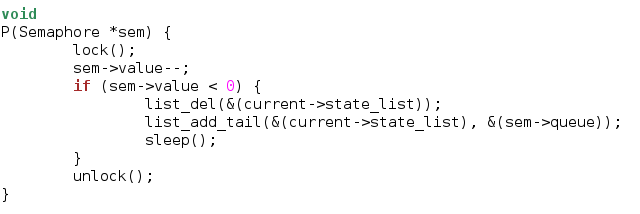 void
P(Semaphore *sem) {
        lock();
        sem->value--;
        if (sem->value < 0) {
                list_del(&(current->state_list));
                list_add_tail(&(current->state_list), &(sem->queue));
                sleep();
        }
        unlock();
}